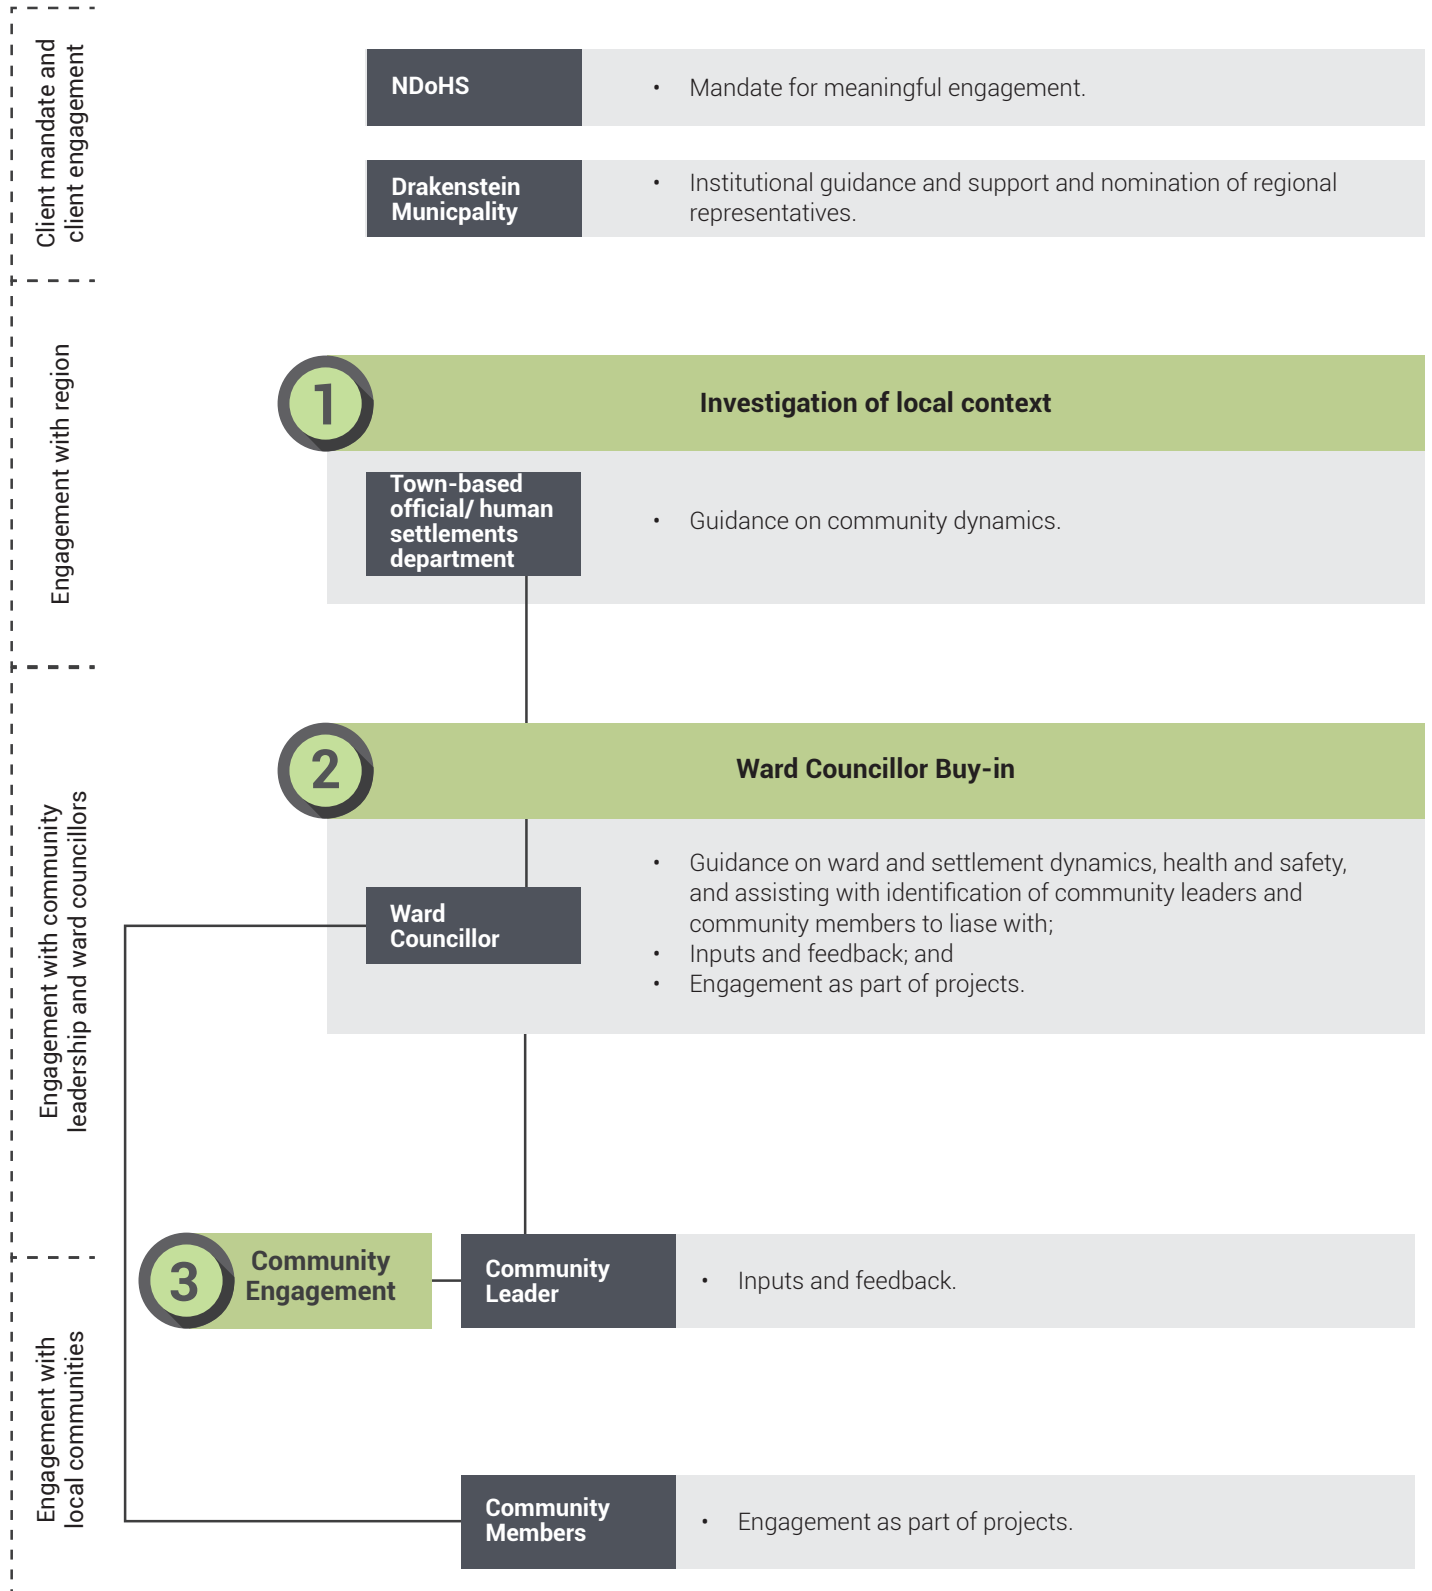 Client mandate and
client engagement
NDoHS
• Mandate for meaningful engagement.
Drakenstein
Municpality
• Institutional guidance and support and nomination of regional
representatives.
Engagement with region
1
Investigation of local context
Town-based
official/ human
settlements
department
• Guidance on community dynamics.
Engagement with community
leadership and ward councillors
2
Ward Councillor Buy-in
Ward
Councillor
• Guidance on ward and settlement dynamics, health and safety,
and assisting with identification of community leaders and
community members to liase with;
• Inputs and feedback; and
• Engagement as part of projects.
Engagement with
local communities
3
Community
Engagement
Community
Leader
• Inputs and feedback.
Community
Members
• Engagement as part of projects.